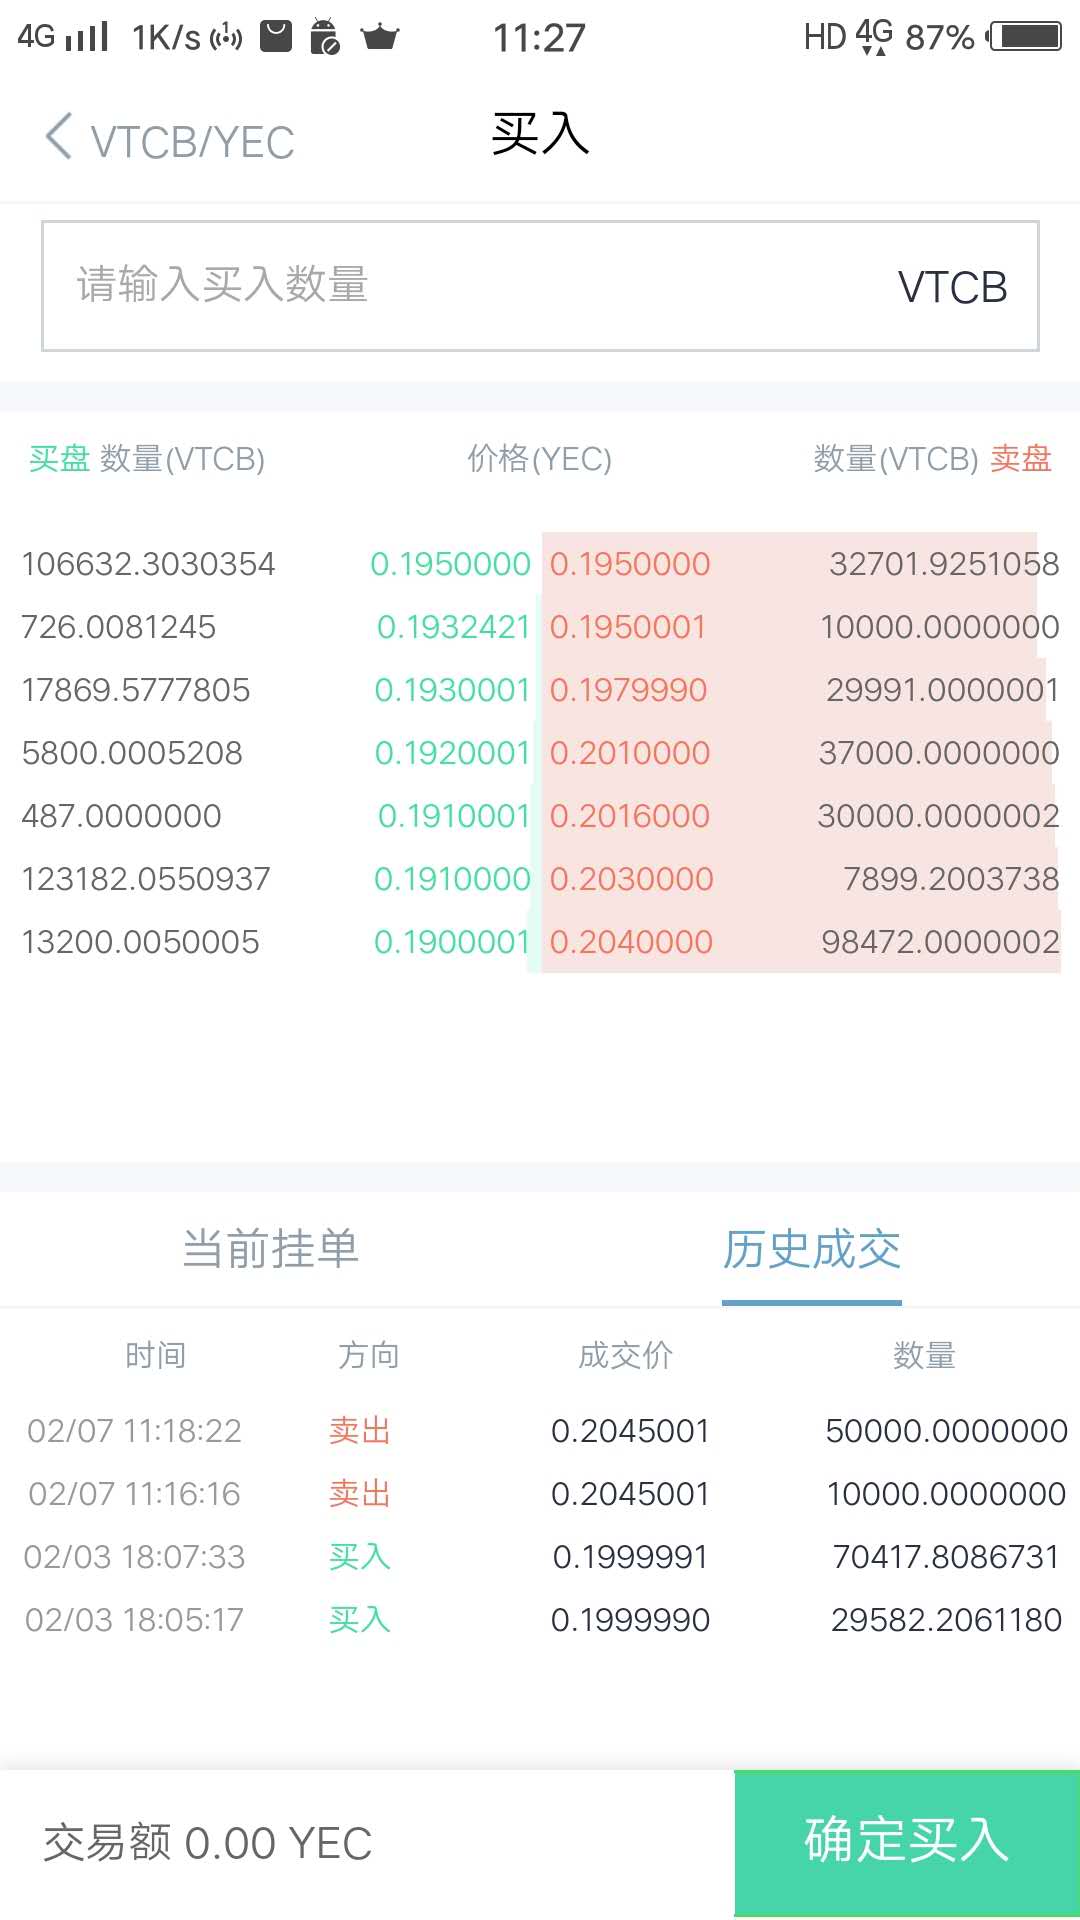 4G 1K/s 11:27 HD 4G 87%
VTCB/YEC 买入
请输入买入数量 VTCB
买盘 数量(VTCB) 价格(YEC) 数量(VTCB) 卖盘
106632.3030354 0.1950000 0.1950000 32701.9251058
726.0081245 0.1932421 0.1950001 10000.0000000
17869.5777805 0.1930001 0.1979990 29991.0000001
5800.0005208 0.1920001 0.2010000 37000.0000000
487.0000000 0.1910001 0.2016000 30000.0000002
123182.0550937 0.1910000 0.2030000 7899.2003738
13200.0050005 0.1900001 0.2040000 98472.0000002
当前挂单 历史成交
时间 方向 成交价 数量
02/07 11:18:22 卖出 0.2045001 50000.0000000
02/07 11:16:16 卖出 0.2045001 10000.0000000
02/03 18:07:33 买入 0.1999991 70417.8086731
02/03 18:05:17 买入 0.1999990 29582.2061180
交易额 0.00 YEC 确定买入